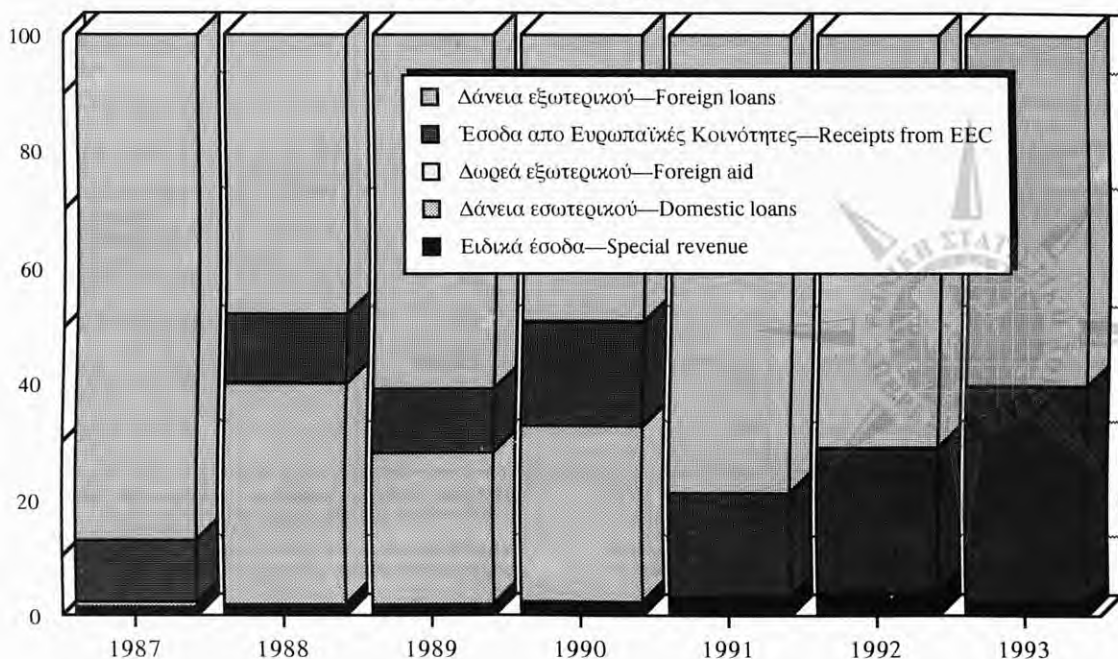 100
80
60
40
20
0
Δάνεια εξωτερικού—Foreign loans
Έσοδα απο Ευρωπαϊκές Κοινότητες—Receipts from EEC
Δωρεά εξωτερικού—Foreign aid
Δάνεια εσωτερικού—Domestic loans
Ειδικά έσοδα—Special revenue
1987 1988 1989 1990 1991 1992 1993